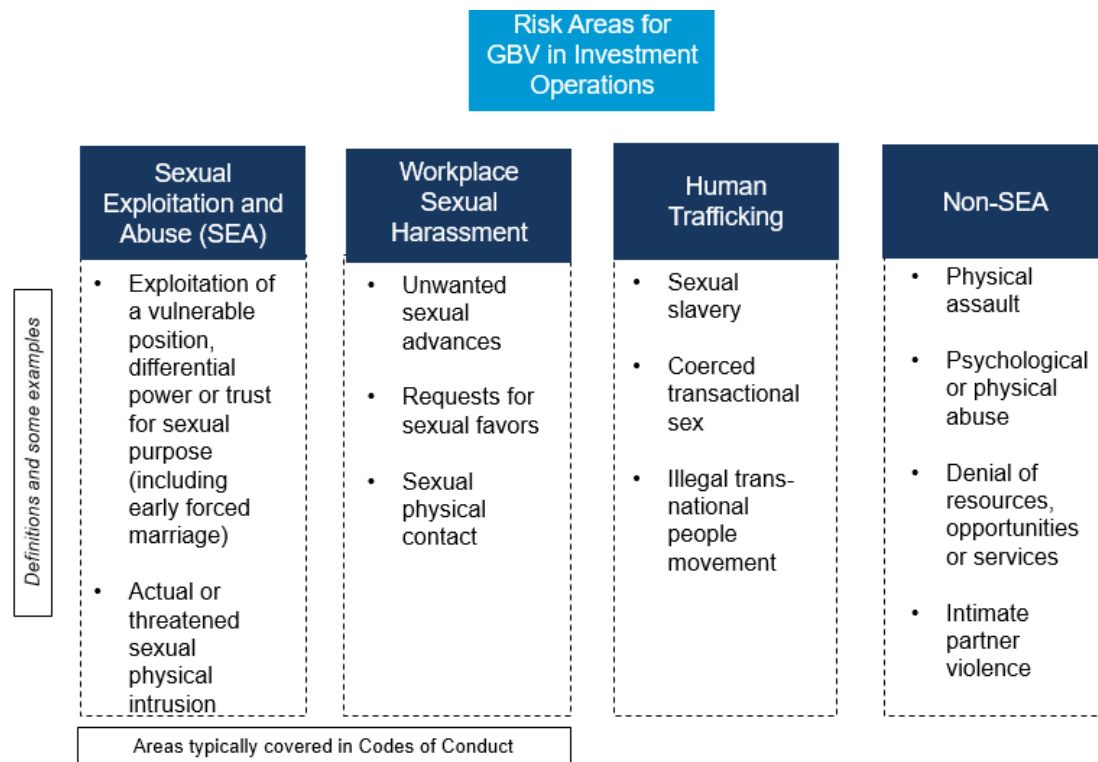 Risk Areas for
GBV in Investment
Operations
Sexual
Exploitation and
Abuse (SEA)
Workplace
Sexual
Harassment
Human
Trafficking
Non-SEA
Definitions and some examples
• Exploitation of
a vulnerable
position,
differential
power or trust
for sexual
purpose
(including
early forced
marriage)
• Actual or
threatened
sexual
physical
intrusion
• Unwanted
sexual
advances
• Requests for
sexual favors
• Sexual
physical
contact
• Sexual
slavery
• Coerced
transactional
sex
• Illegal trans-
national
people
movement
• Physical
assault
• Psychological
or physical
abuse
• Denial of
resources,
opportunities
or services
• Intimate
partner
violence
Areas typically covered in Codes of Conduct